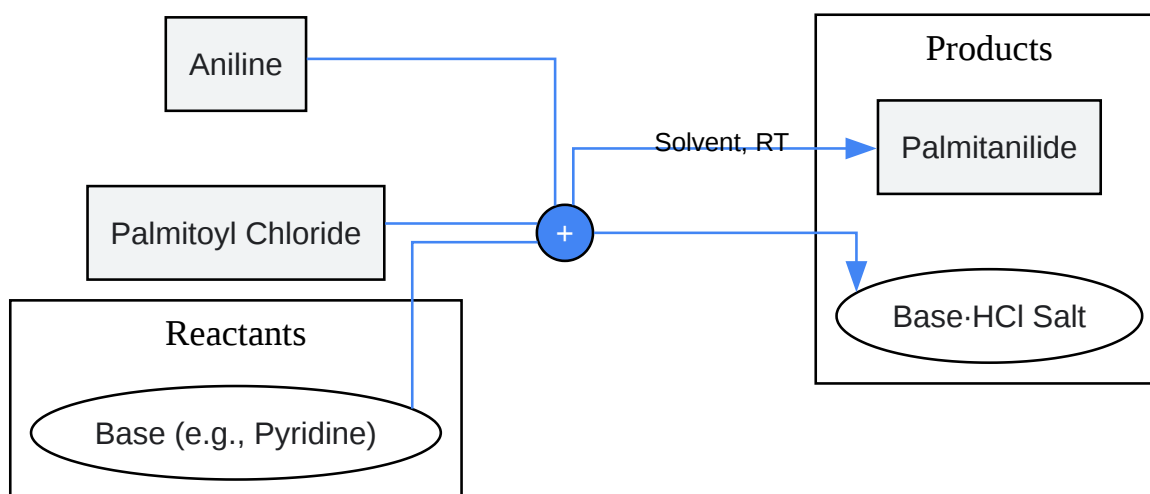 Aniline
Palmitoyl Chloride
Reactants
Base (e.g., Pyridine)
+
Solvent, RT
Products
Palmitanilide
Base·HCl Salt